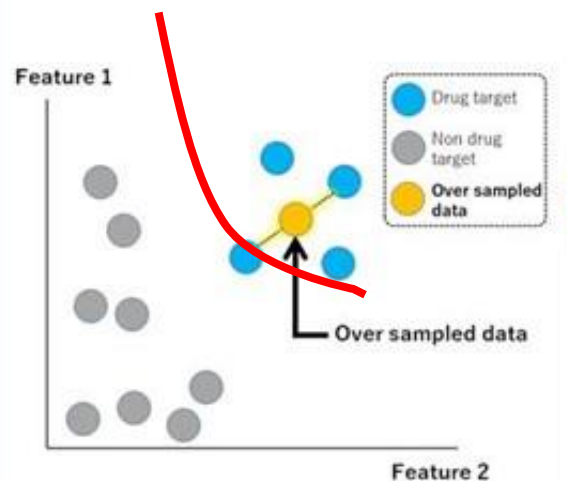 Feature 1
Drug target
Non drug
target
Over sampled
data
Over sampled data
Feature 2